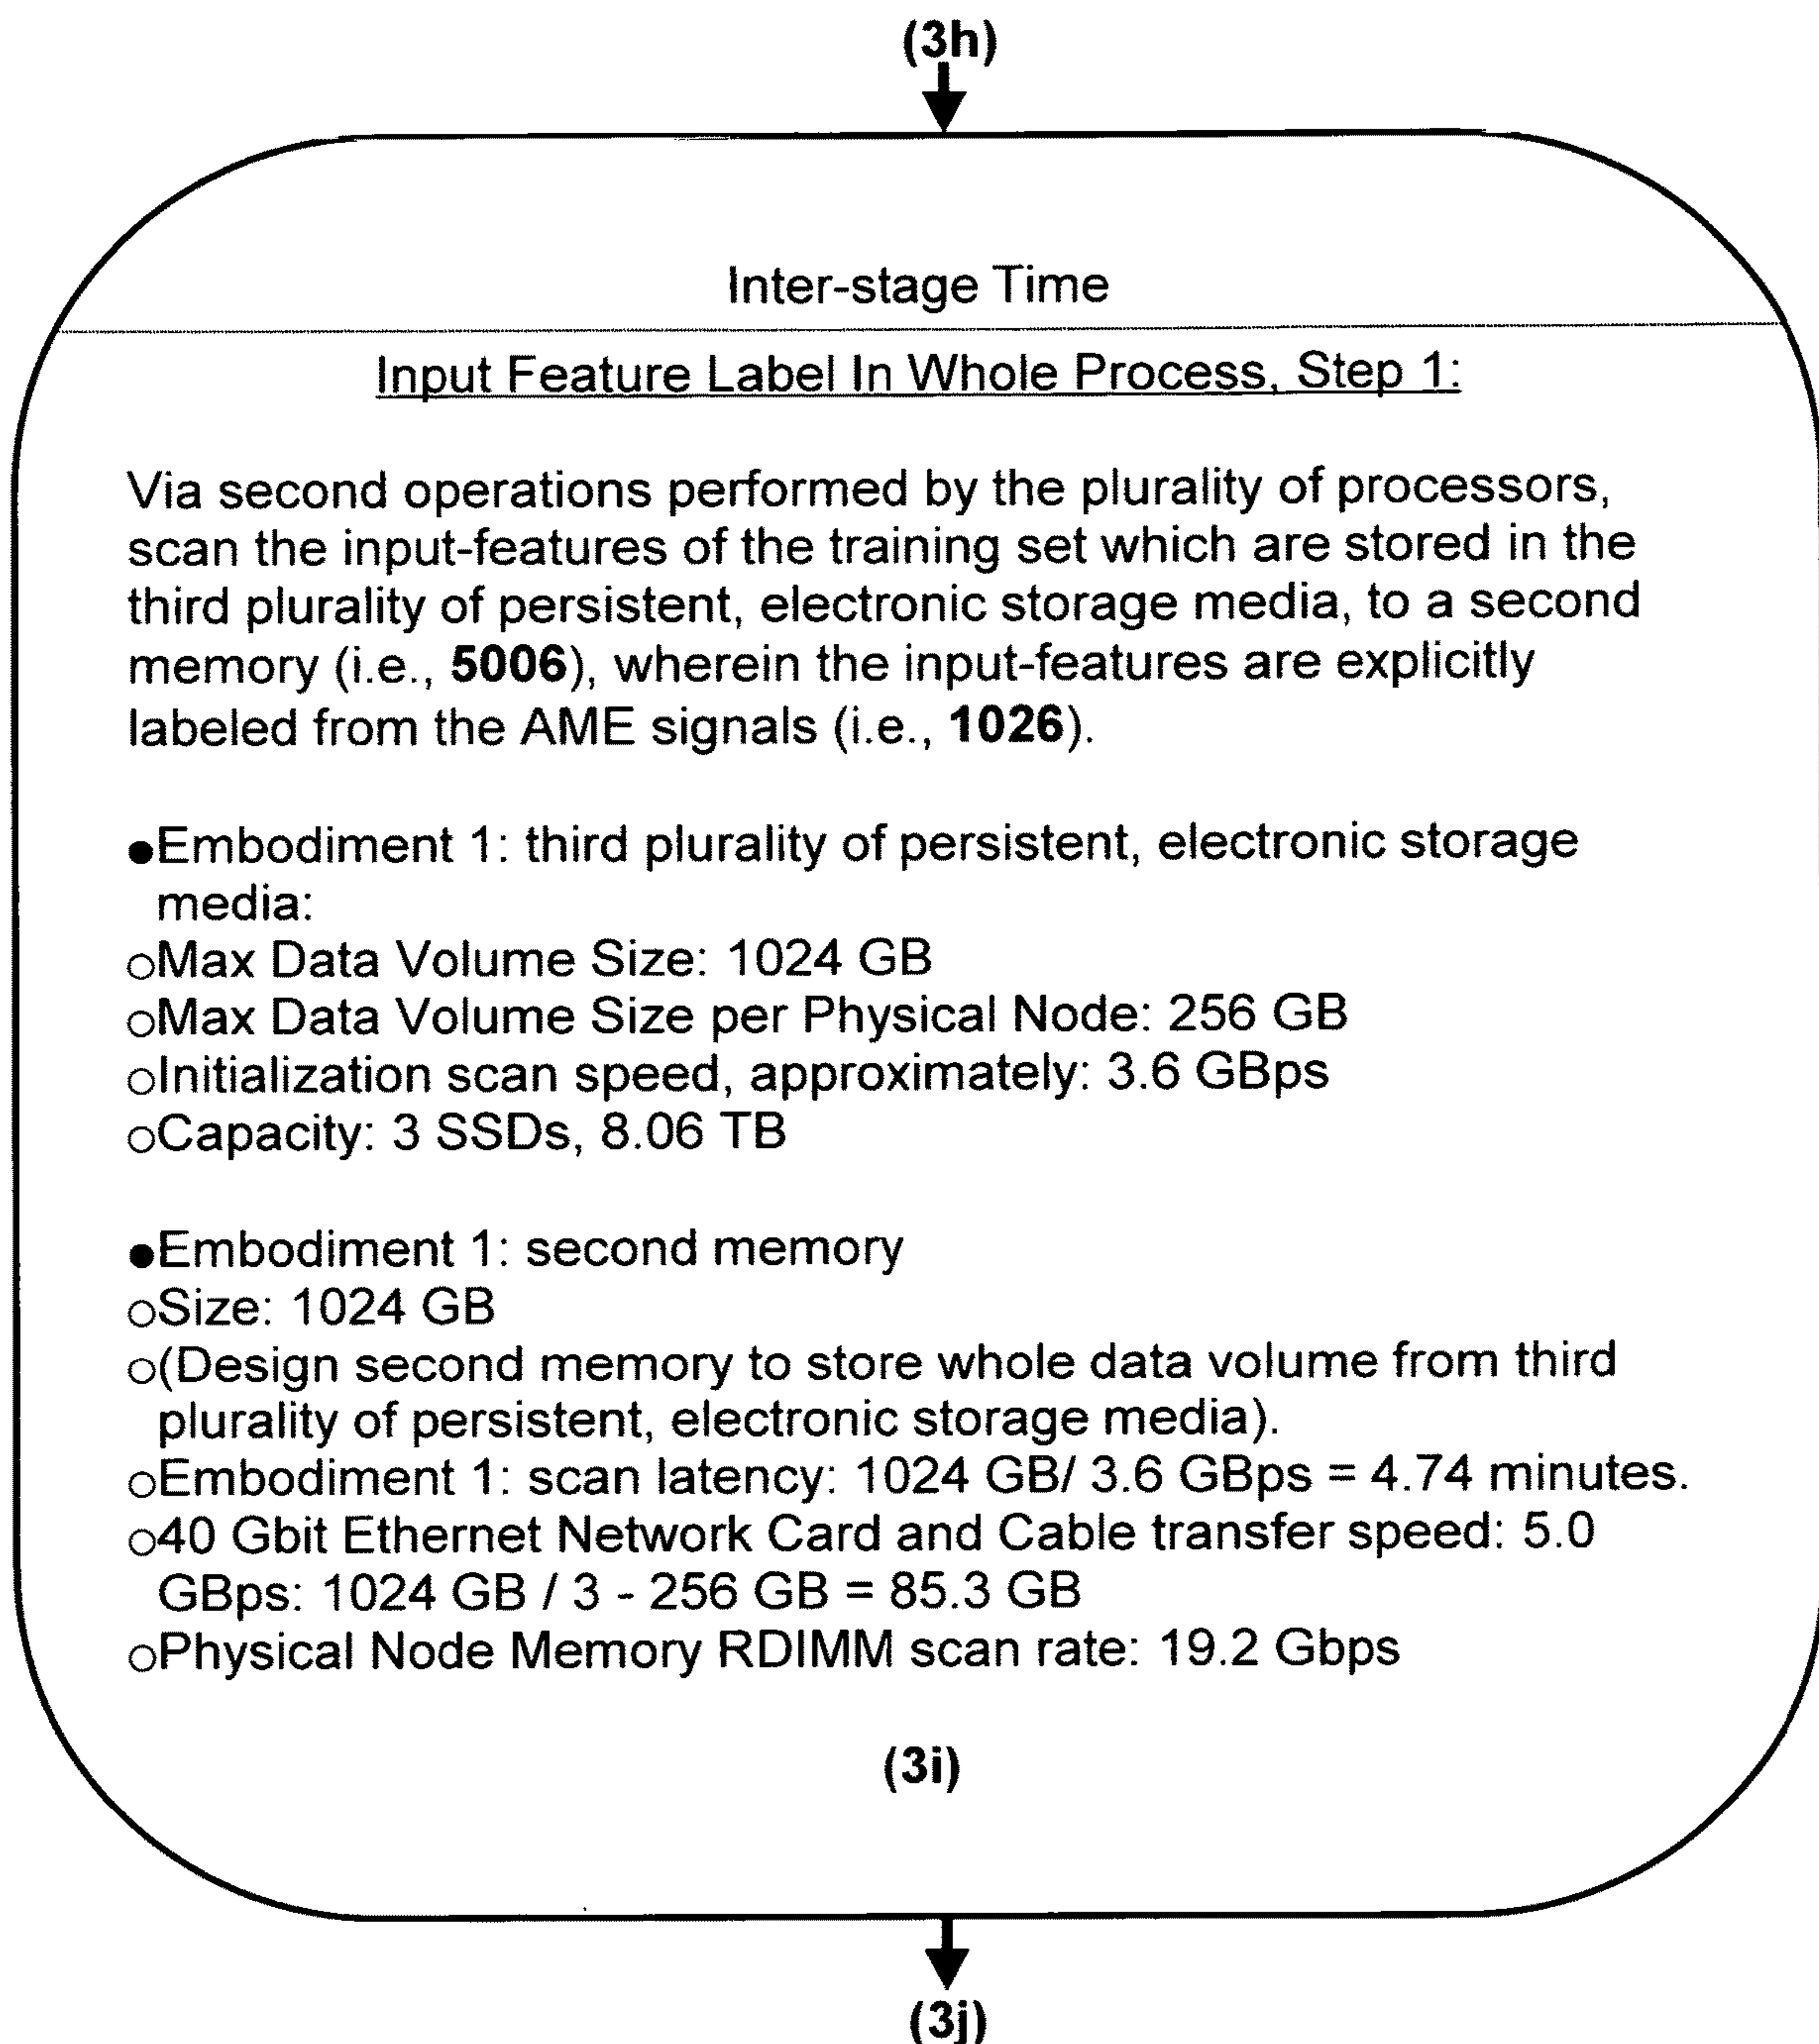 (3h)
Inter-stage Time
Input Feature Label In Whole Process, Step 1:
Via second operations performed by the plurality of processors,
scan the input-features of the training set which are stored in the
third plurality of persistent, electronic storage media, to a second
memory (i.e., 5006), wherein the input-features are explicitly
labeled from the AME signals (i.e., 1026).
●Embodiment 1: third plurality of persistent, electronic storage
media:
○Max Data Volume Size: 1024 GB
○Max Data Volume Size per Physical Node: 256 GB
○Initialization scan speed, approximately: 3.6 GBps
○Capacity: 3 SSDs, 8.06 TB
●Embodiment 1: second memory
○Size: 1024 GB
○(Design second memory to store whole data volume from third
plurality of persistent, electronic storage media).
○Embodiment 1: scan latency: 1024 GB/ 3.6 GBps = 4.74 minutes.
○40 Gbit Ethernet Network Card and Cable transfer speed: 5.0
GBps: 1024 GB / 3 - 256 GB = 85.3 GB
○Physical Node Memory RDIMM scan rate: 19.2 Gbps
(3i)
(3j)